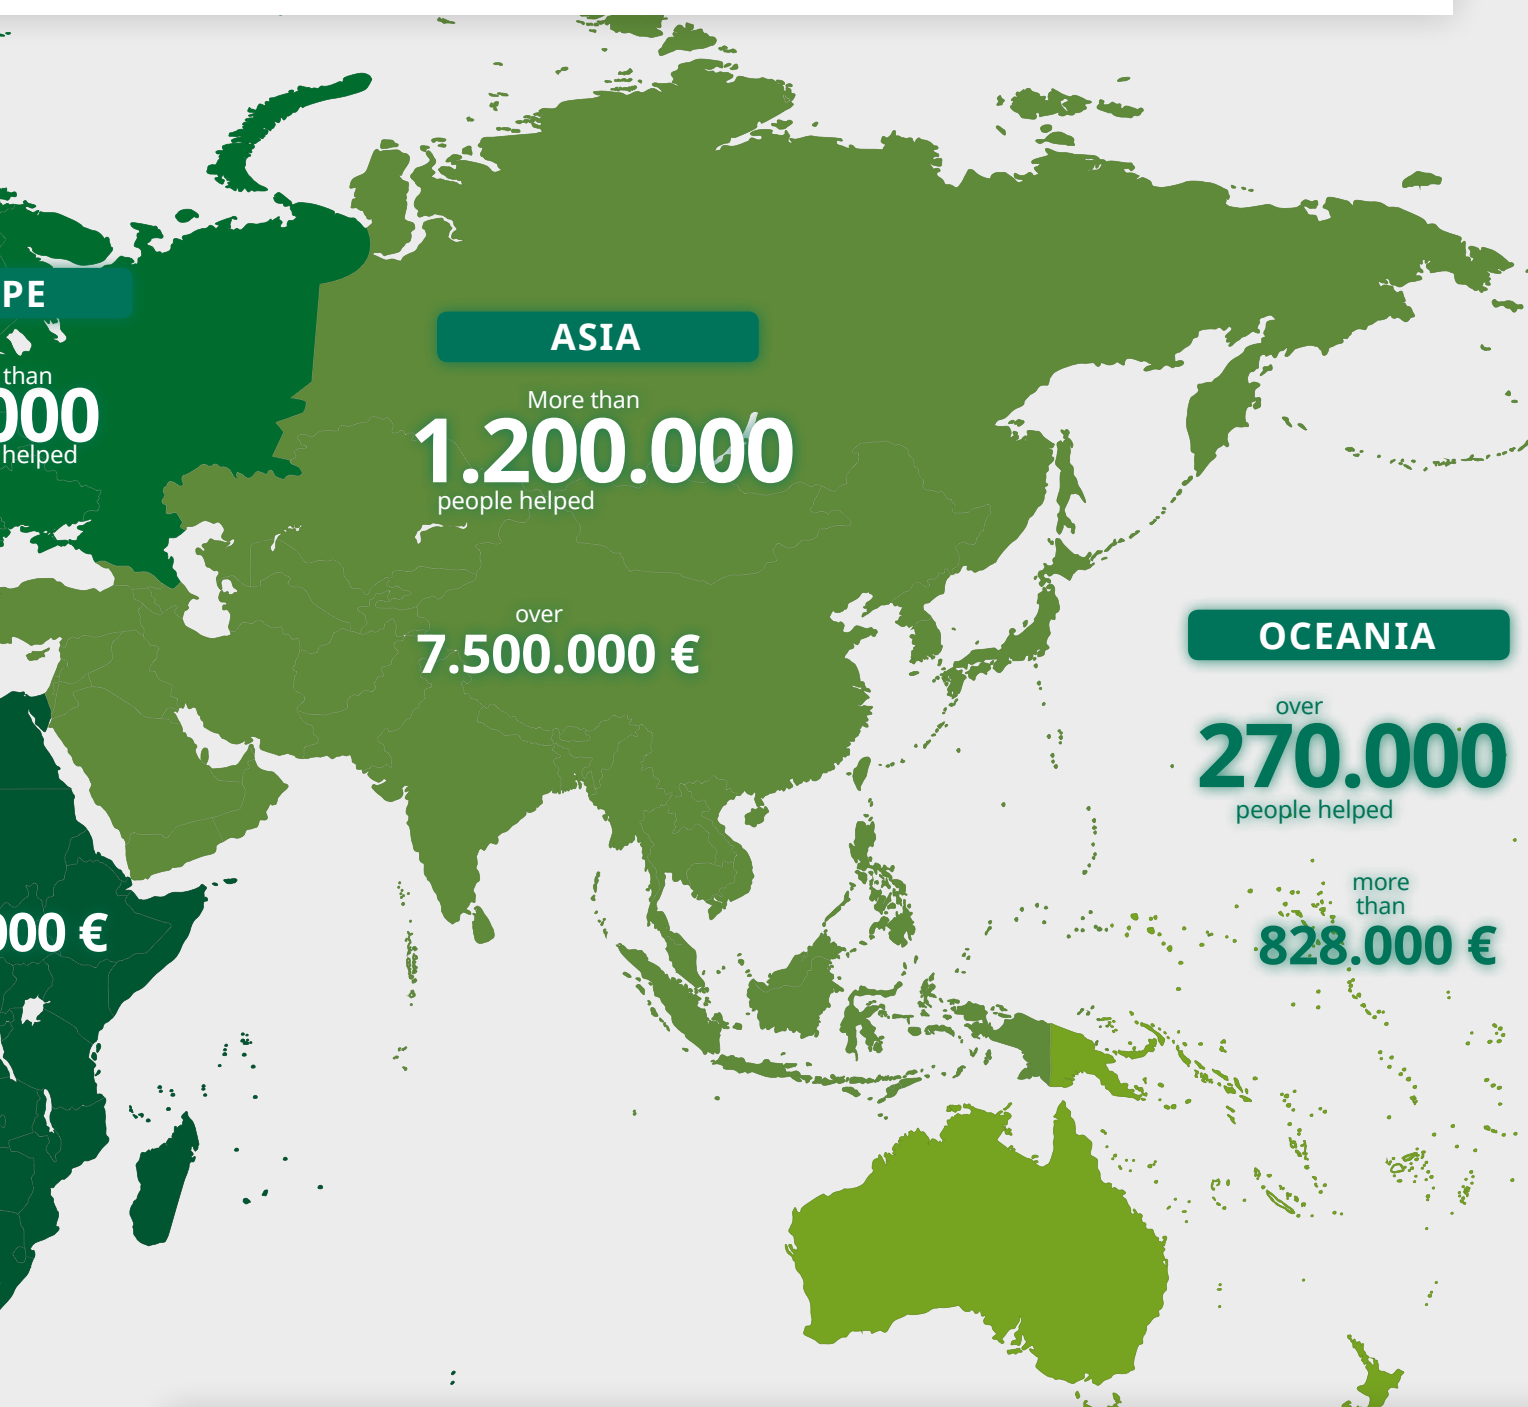 PE
than
000
helped
ASIA
More than
1.200.000
people helped
over
7.500.000 €
OCEANIA
over
270.000
people helped
more
than
828.000 €
000 €